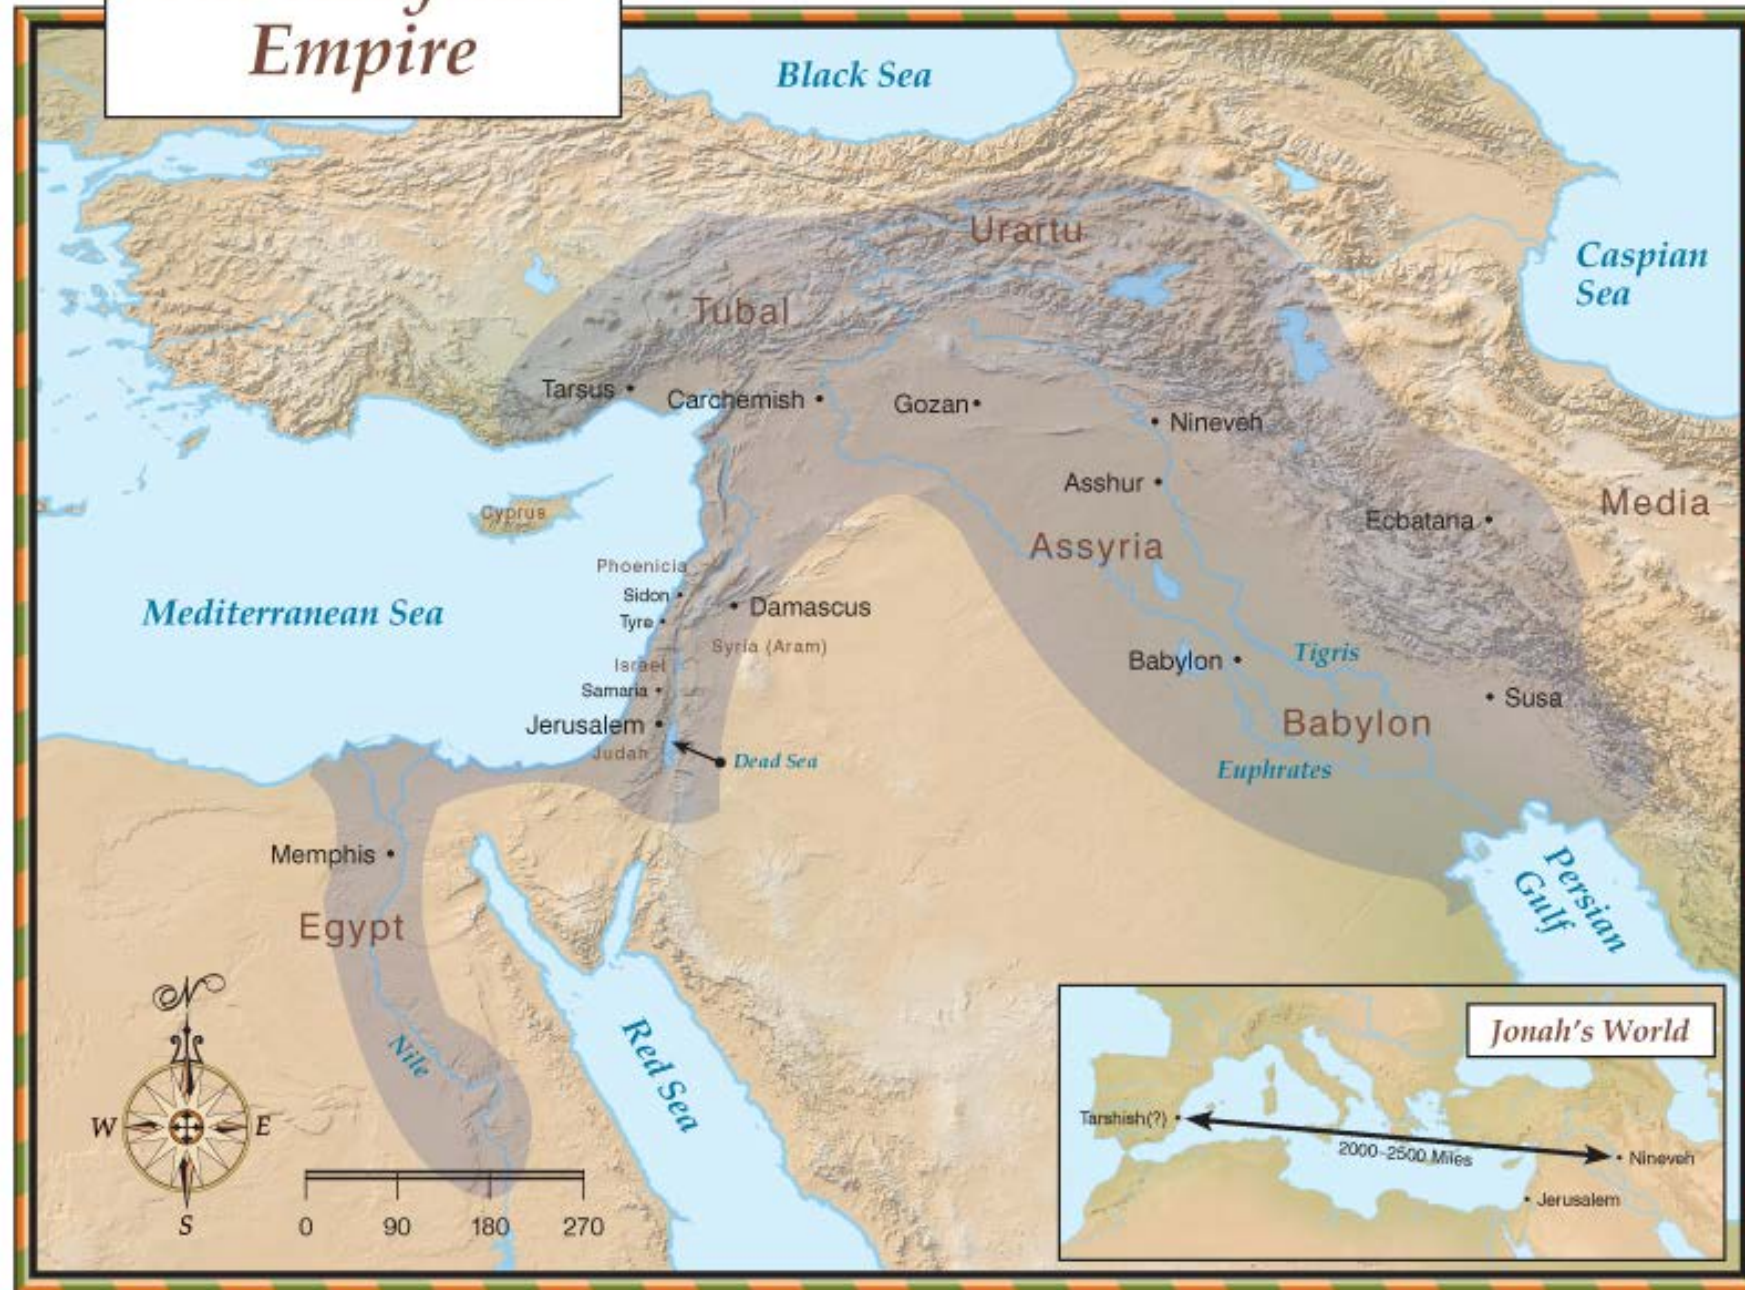 Empire
Black Sea
Caspian
Sea
Urartu
Tubal
Tarsus
Carchemish
Gozan
Nineveh
Asshur
Ecbatana
Media
Assyria
Cyprus
Phoenicia
Sidon
Tyre
Damascus
Mediterranean Sea
Syria (Aram)
Israel
Samaria
Jerusalem
Judah
Dead Sea
Babylon
Tigris
Susa
Babylon
Euphrates
Memphis
Egypt
Persian
Gulf
Nile
Red Sea
N
W
E
S
0 90 180 270
Jonah's World
Tarshish(?)
2000–2500 Miles
Nineveh
Jerusalem